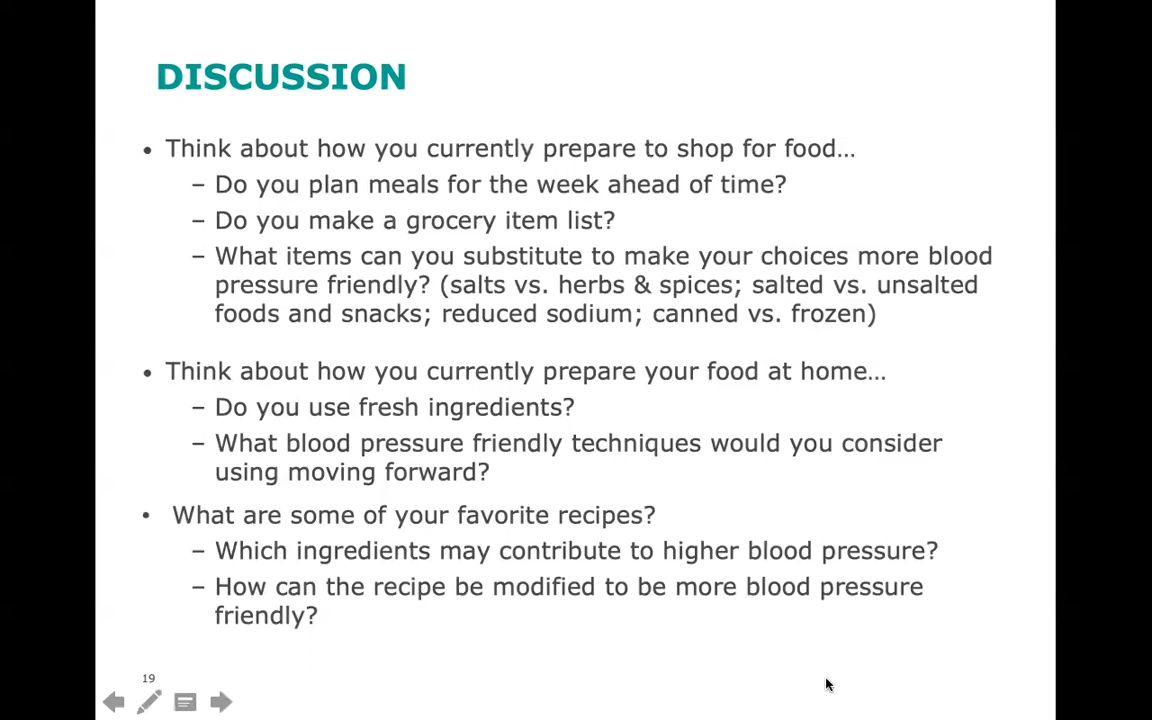 DISCUSSION
• Think about how you currently prepare to shop for food…
– Do you plan meals for the week ahead of time?
– Do you make a grocery item list?
– What items can you substitute to make your choices more blood
pressure friendly? (salts vs. herbs & spices; salted vs. unsalted
foods and snacks; reduced sodium; canned vs. frozen)
• Think about how you currently prepare your food at home…
– Do you use fresh ingredients?
– What blood pressure friendly techniques would you consider
using moving forward?
• What are some of your favorite recipes?
– Which ingredients may contribute to higher blood pressure?
– How can the recipe be modified to be more blood pressure
friendly?
19